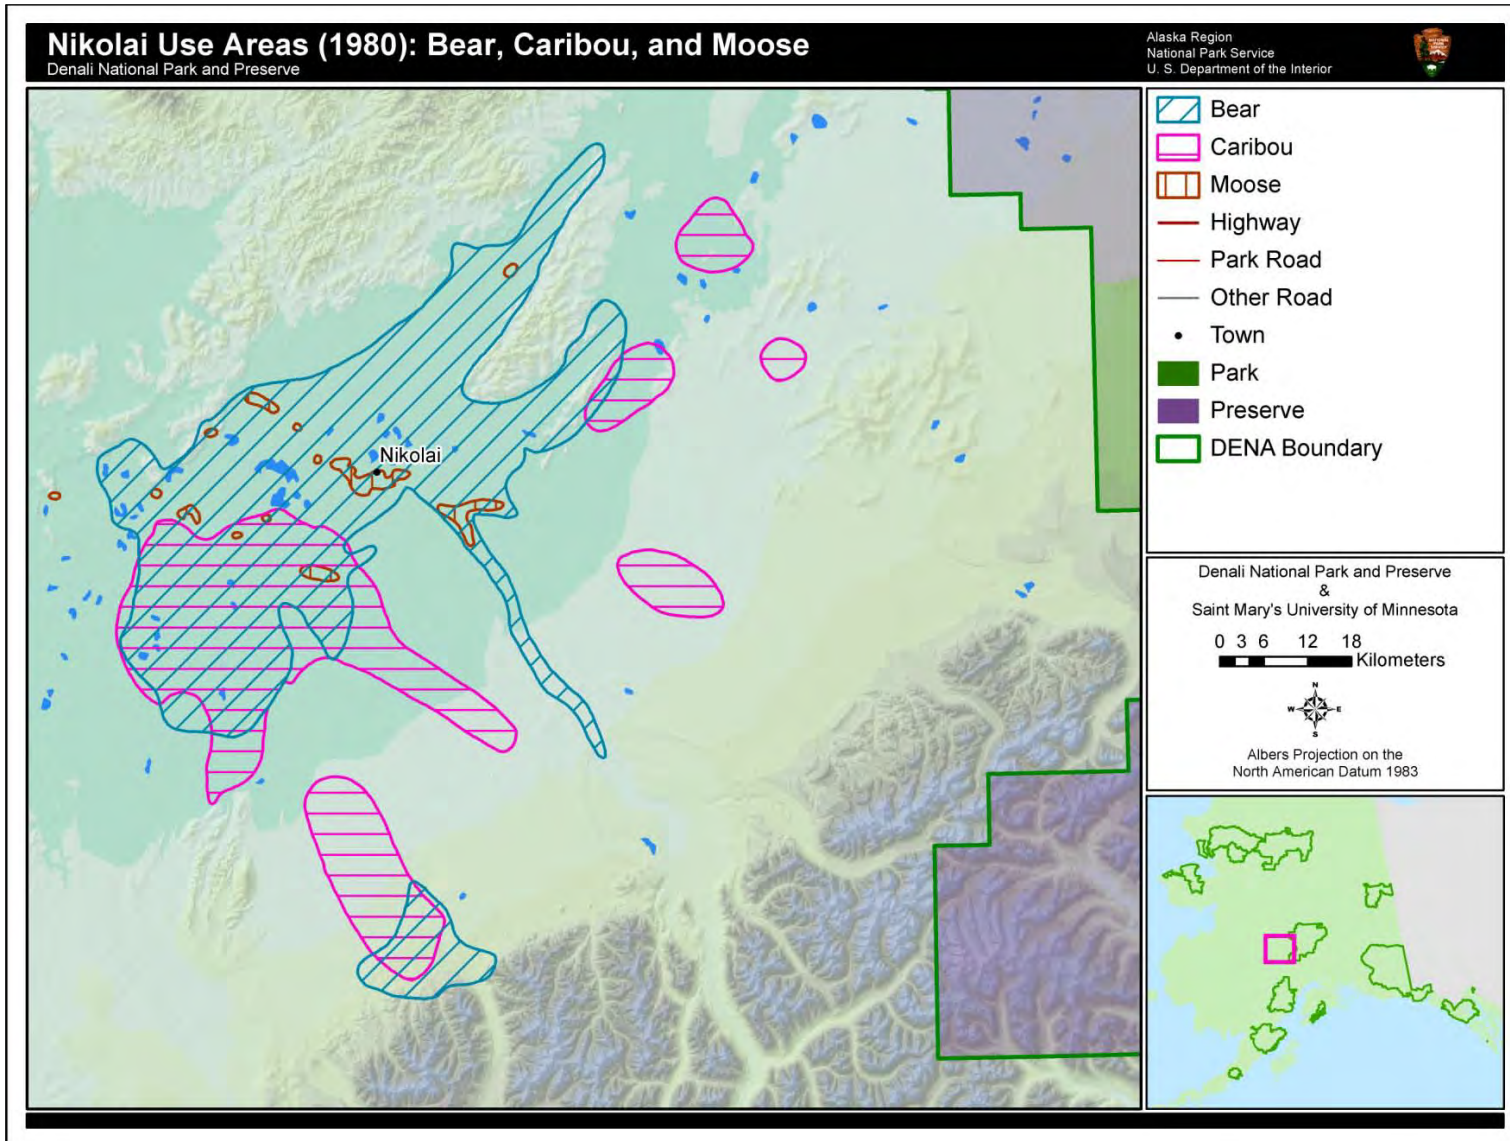 Nikolai Use Areas (1980): Bear, Caribou, and Moose
Denali National Park and Preserve
Alaska Region
National Park Service
U. S. Department of the Interior
Nikolai
Bear
Caribou
Moose
Highway
Park Road
Other Road
Town
Park
Preserve
DENA Boundary
Denali National Park and Preserve
&
Saint Mary's University of Minnesota
0 3 6 12 18
Kilometers
N
W E
S
Albers Projection on the
North American Datum 1983